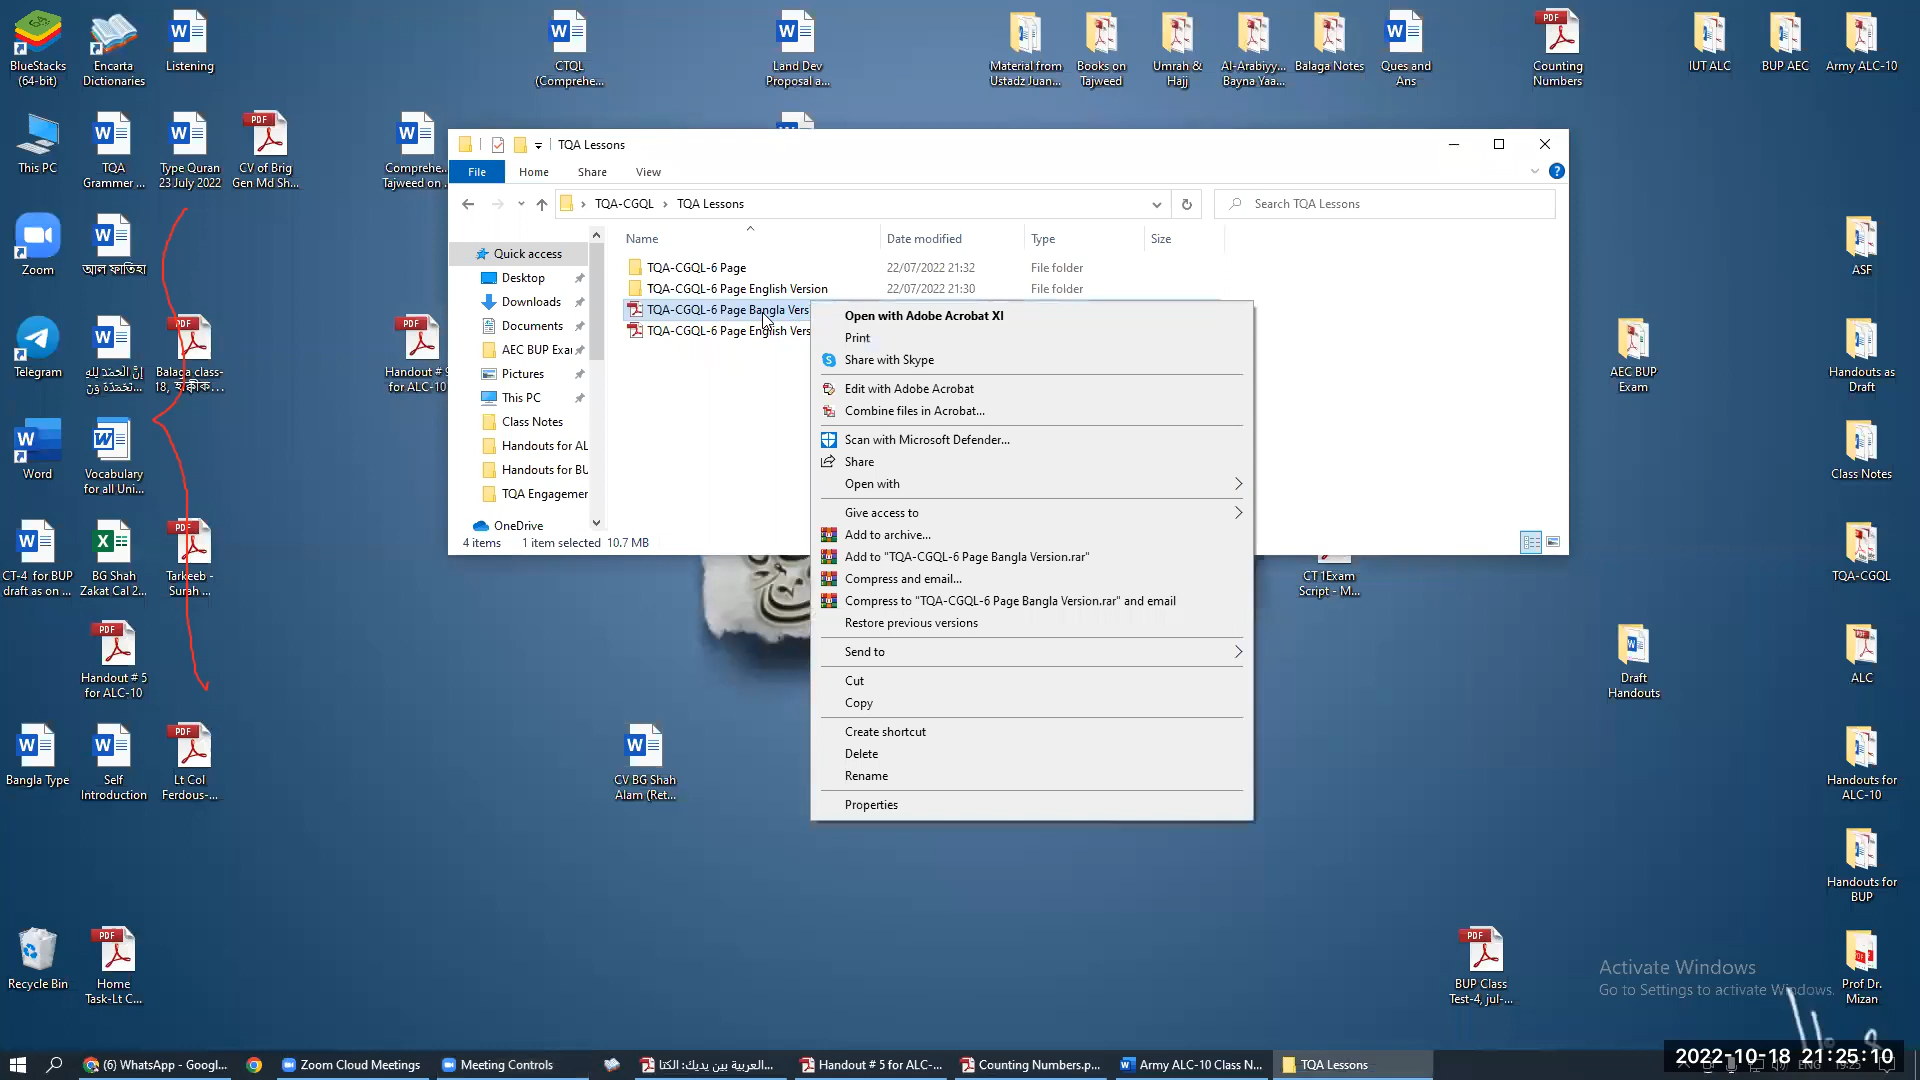 BlueStacks
(64-bit)
Encarta
Dictionaries
Listening
CTQL
(Comprehe...
Land Dev
Proposal a...
Material from
Ustadz Juan...
Books on
Tajweed
Umrah &
Hajj
Al-Arabiyy...
Bayna Yaa...
Balaga Notes
Ques and
Ans
Counting
Numbers
IUT ALC
BUP AEC
Army ALC-10
This PC
TQA
Grammer ...
Type Quran
23 July 2022
CV of Brig
Gen Md Sh...
Comprehe...
Tajweed on ...
Zoom
আল ফাতিহা
Telegram
إِنَّ الْحَمْدَ لِلَّهِ
نَحْمَدُهُ وَنَ...
Balaga class-
Handout # 9
for ALC-10
Word
Vocabulary
for all Uni...
CT-4 for BUP
draft as on ...
BG Shah
Zakat Cal 2...
Tarkeeb -
Surah ...
Handout # 5
for ALC-10
Bangla Type
Self
Introduction
Lt Col
Ferdous-...
CV BG Shah
Alam (Ret...
Recycle Bin
Home
Task-Lt C...
ASF
AEC BUP
Exam
Handouts as
Draft
Class Notes
CT 1Exam
Script - M...
TQA-CGQL
Draft
Handouts
ALC
Handouts for
ALC-10
Handouts for
BUP
BUP Class
Test-4, jul-...
Prof Dr.
Mizan
TQA Lessons
File Home Share View
TQA-CGQL TQA Lessons
Search TQA Lessons
Name Date modified Type Size
Quick access
Desktop
Downloads
Documents
AEC BUP Exar
Pictures
This PC
Class Notes
Handouts for AL
Handouts for BU
TQA Engagemer
OneDrive
TQA-CGQL-6 Page 22/07/2022 21:32 File folder
TQA-CGQL-6 Page English Version 22/07/2022 21:30 File folder
TQA-CGQL-6 Page Bangla Vers
TQA-CGQL-6 Page English Vers
4 items 1 item selected 10.7 MB
Open with Adobe Acrobat XI
Print
Share with Skype
Edit with Adobe Acrobat
Combine files in Acrobat...
Scan with Microsoft Defender...
Share
Open with
Give access to
Add to archive...
Add to "TQA-CGQL-6 Page Bangla Version.rar"
Compress and email...
Compress to "TQA-CGQL-6 Page Bangla Version.rar" and email
Restore previous versions
Send to
Cut
Copy
Create shortcut
Delete
Rename
Properties
Activate Windows
Go to Settings to activate Windows.
(6) WhatsApp - Googl...
Zoom Cloud Meetings
Meeting Controls
العربية بين يديك: الكتا...
Handout # 5 for ALC-...
Counting Numbers.p...
Army ALC-10 Class N...
TQA Lessons
2022-10-18 21:25:10
ENG 19:25